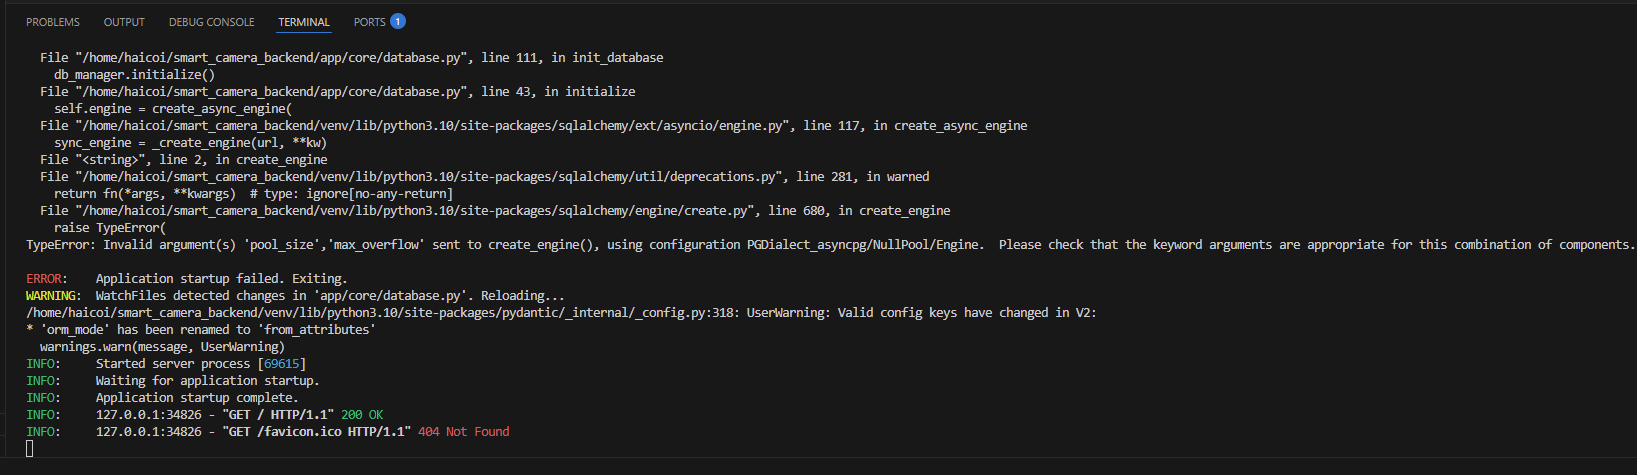 PROBLEMS OUTPUT DEBUG CONSOLE TERMINAL PORTS 1
File "/home/haicoi/smart_camera_backend/app/core/database.py", line 111, in init_database
db_manager.initialize()
File "/home/haicoi/smart_camera_backend/app/core/database.py", line 43, in initialize
self.engine = create_async_engine(
File "/home/haicoi/smart_camera_backend/venv/lib/python3.10/site-packages/sqlalchemy/ext/asyncio/engine.py", line 117, in create_async_engine
sync_engine = _create_engine(url, **kw)
File "<string>", line 2, in create_engine
File "/home/haicoi/smart_camera_backend/venv/lib/python3.10/site-packages/sqlalchemy/util/deprecations.py", line 281, in warned
return fn(*args, **kwargs)  # type: ignore[no-any-return]
File "/home/haicoi/smart_camera_backend/venv/lib/python3.10/site-packages/sqlalchemy/engine/create.py", line 680, in create_engine
raise TypeError(
TypeError: Invalid argument(s) 'pool_size','max_overflow' sent to create_engine(), using configuration PGDialect_asyncpg/NullPool/Engine.  Please check that the keyword arguments are appropriate for this combination of components.
ERROR:    Application startup failed. Exiting.
WARNING:  WatchFiles detected changes in 'app/core/database.py'. Reloading...
/home/haicoi/smart_camera_backend/venv/lib/python3.10/site-packages/pydantic/_internal/_config.py:318: UserWarning: Valid config keys have changed in V2:
* 'orm_mode' has been renamed to 'from_attributes'
warnings.warn(message, UserWarning)
INFO:     Started server process [69615]
INFO:     Waiting for application startup.
INFO:     Application startup complete.
INFO:     127.0.0.1:34826 - "GET / HTTP/1.1" 200 OK
INFO:     127.0.0.1:34826 - "GET /favicon.ico HTTP/1.1" 404 Not Found